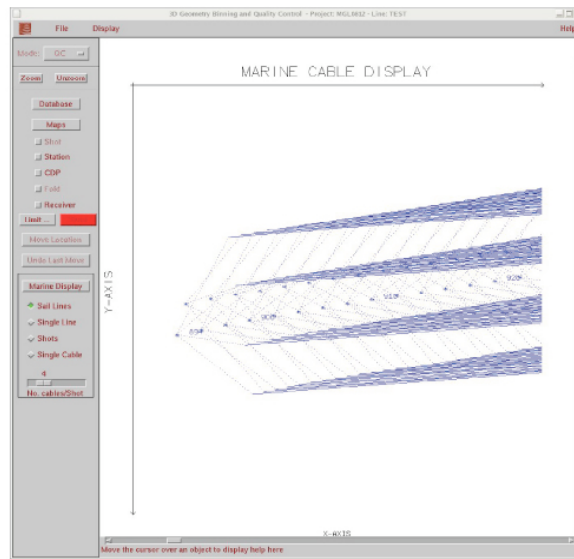 3D Geometry Binning and Quality Control - Project: MGL0812 - Line: TEST
File Display Help
Mode: QC
Zoom Unzoom
Database
Maps
Shot
Station
CDP
Fold
Receiver
Limit ...
Move Location
Undo Last Move
Marine Display
Sail Lines
Single Line
Shots
Single Cable
4
No. cables/Shot
MARINE CABLE DISPLAY
Y-AXIS
X-AXIS
Move the cursor over an object to display help here